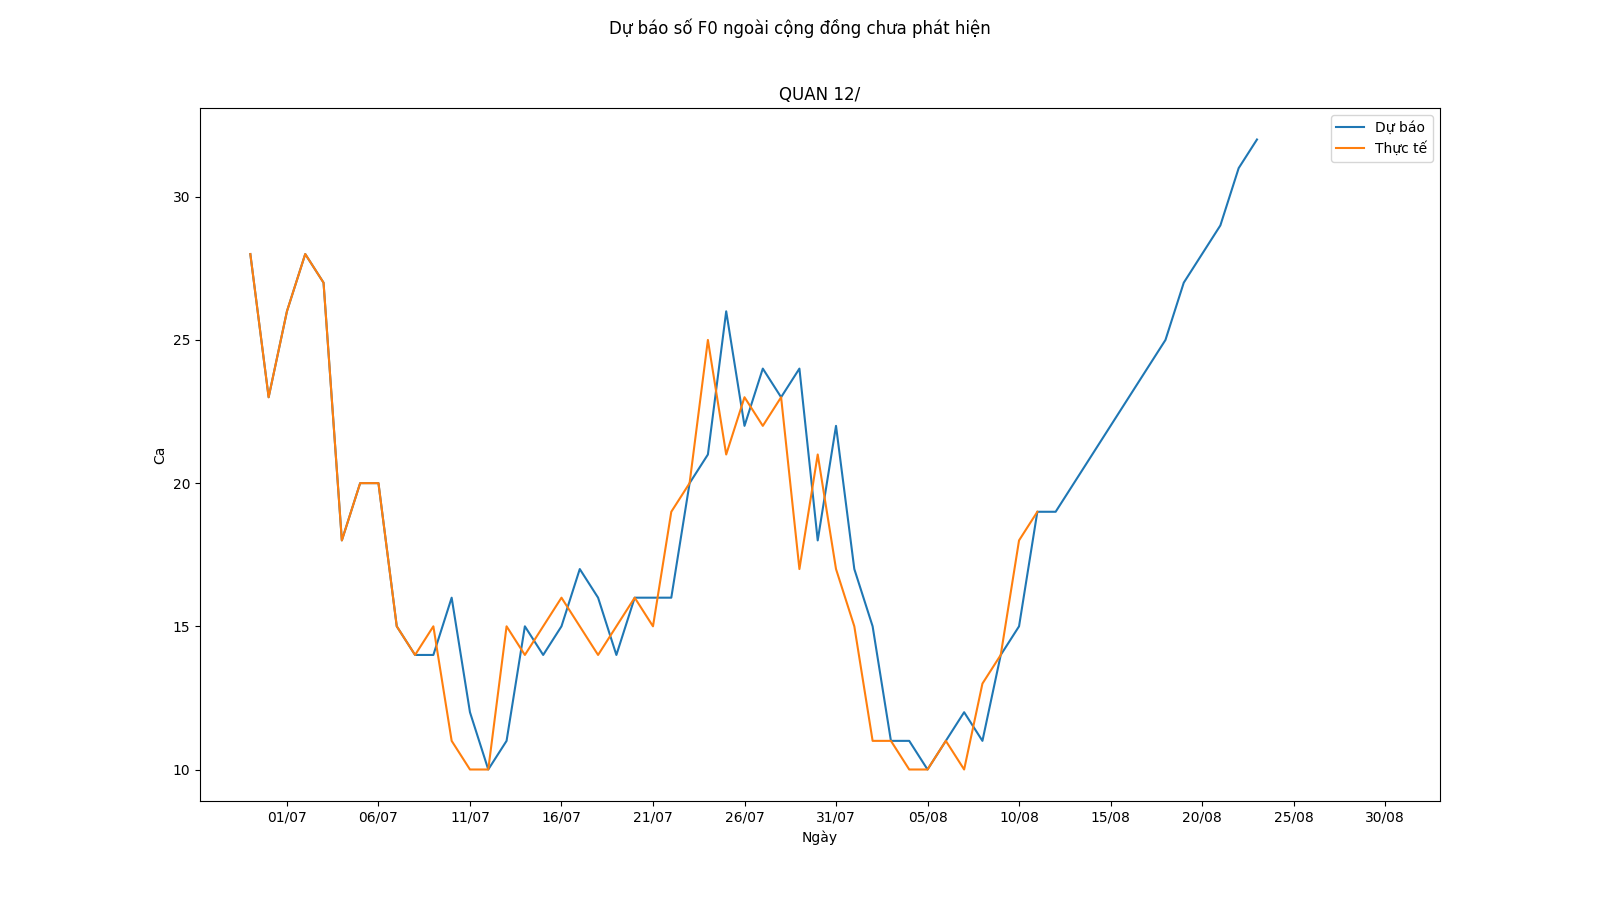 Dự báo số F0 ngoài cộng đồng chưa phát hiện
QUAN 12/
Dự báo
Thực tế
30
25
20
15
10
Ca
01/07 06/07 11/07 16/07 21/07 26/07 31/07 05/08 10/08 15/08 20/08 25/08 30/08
Ngày